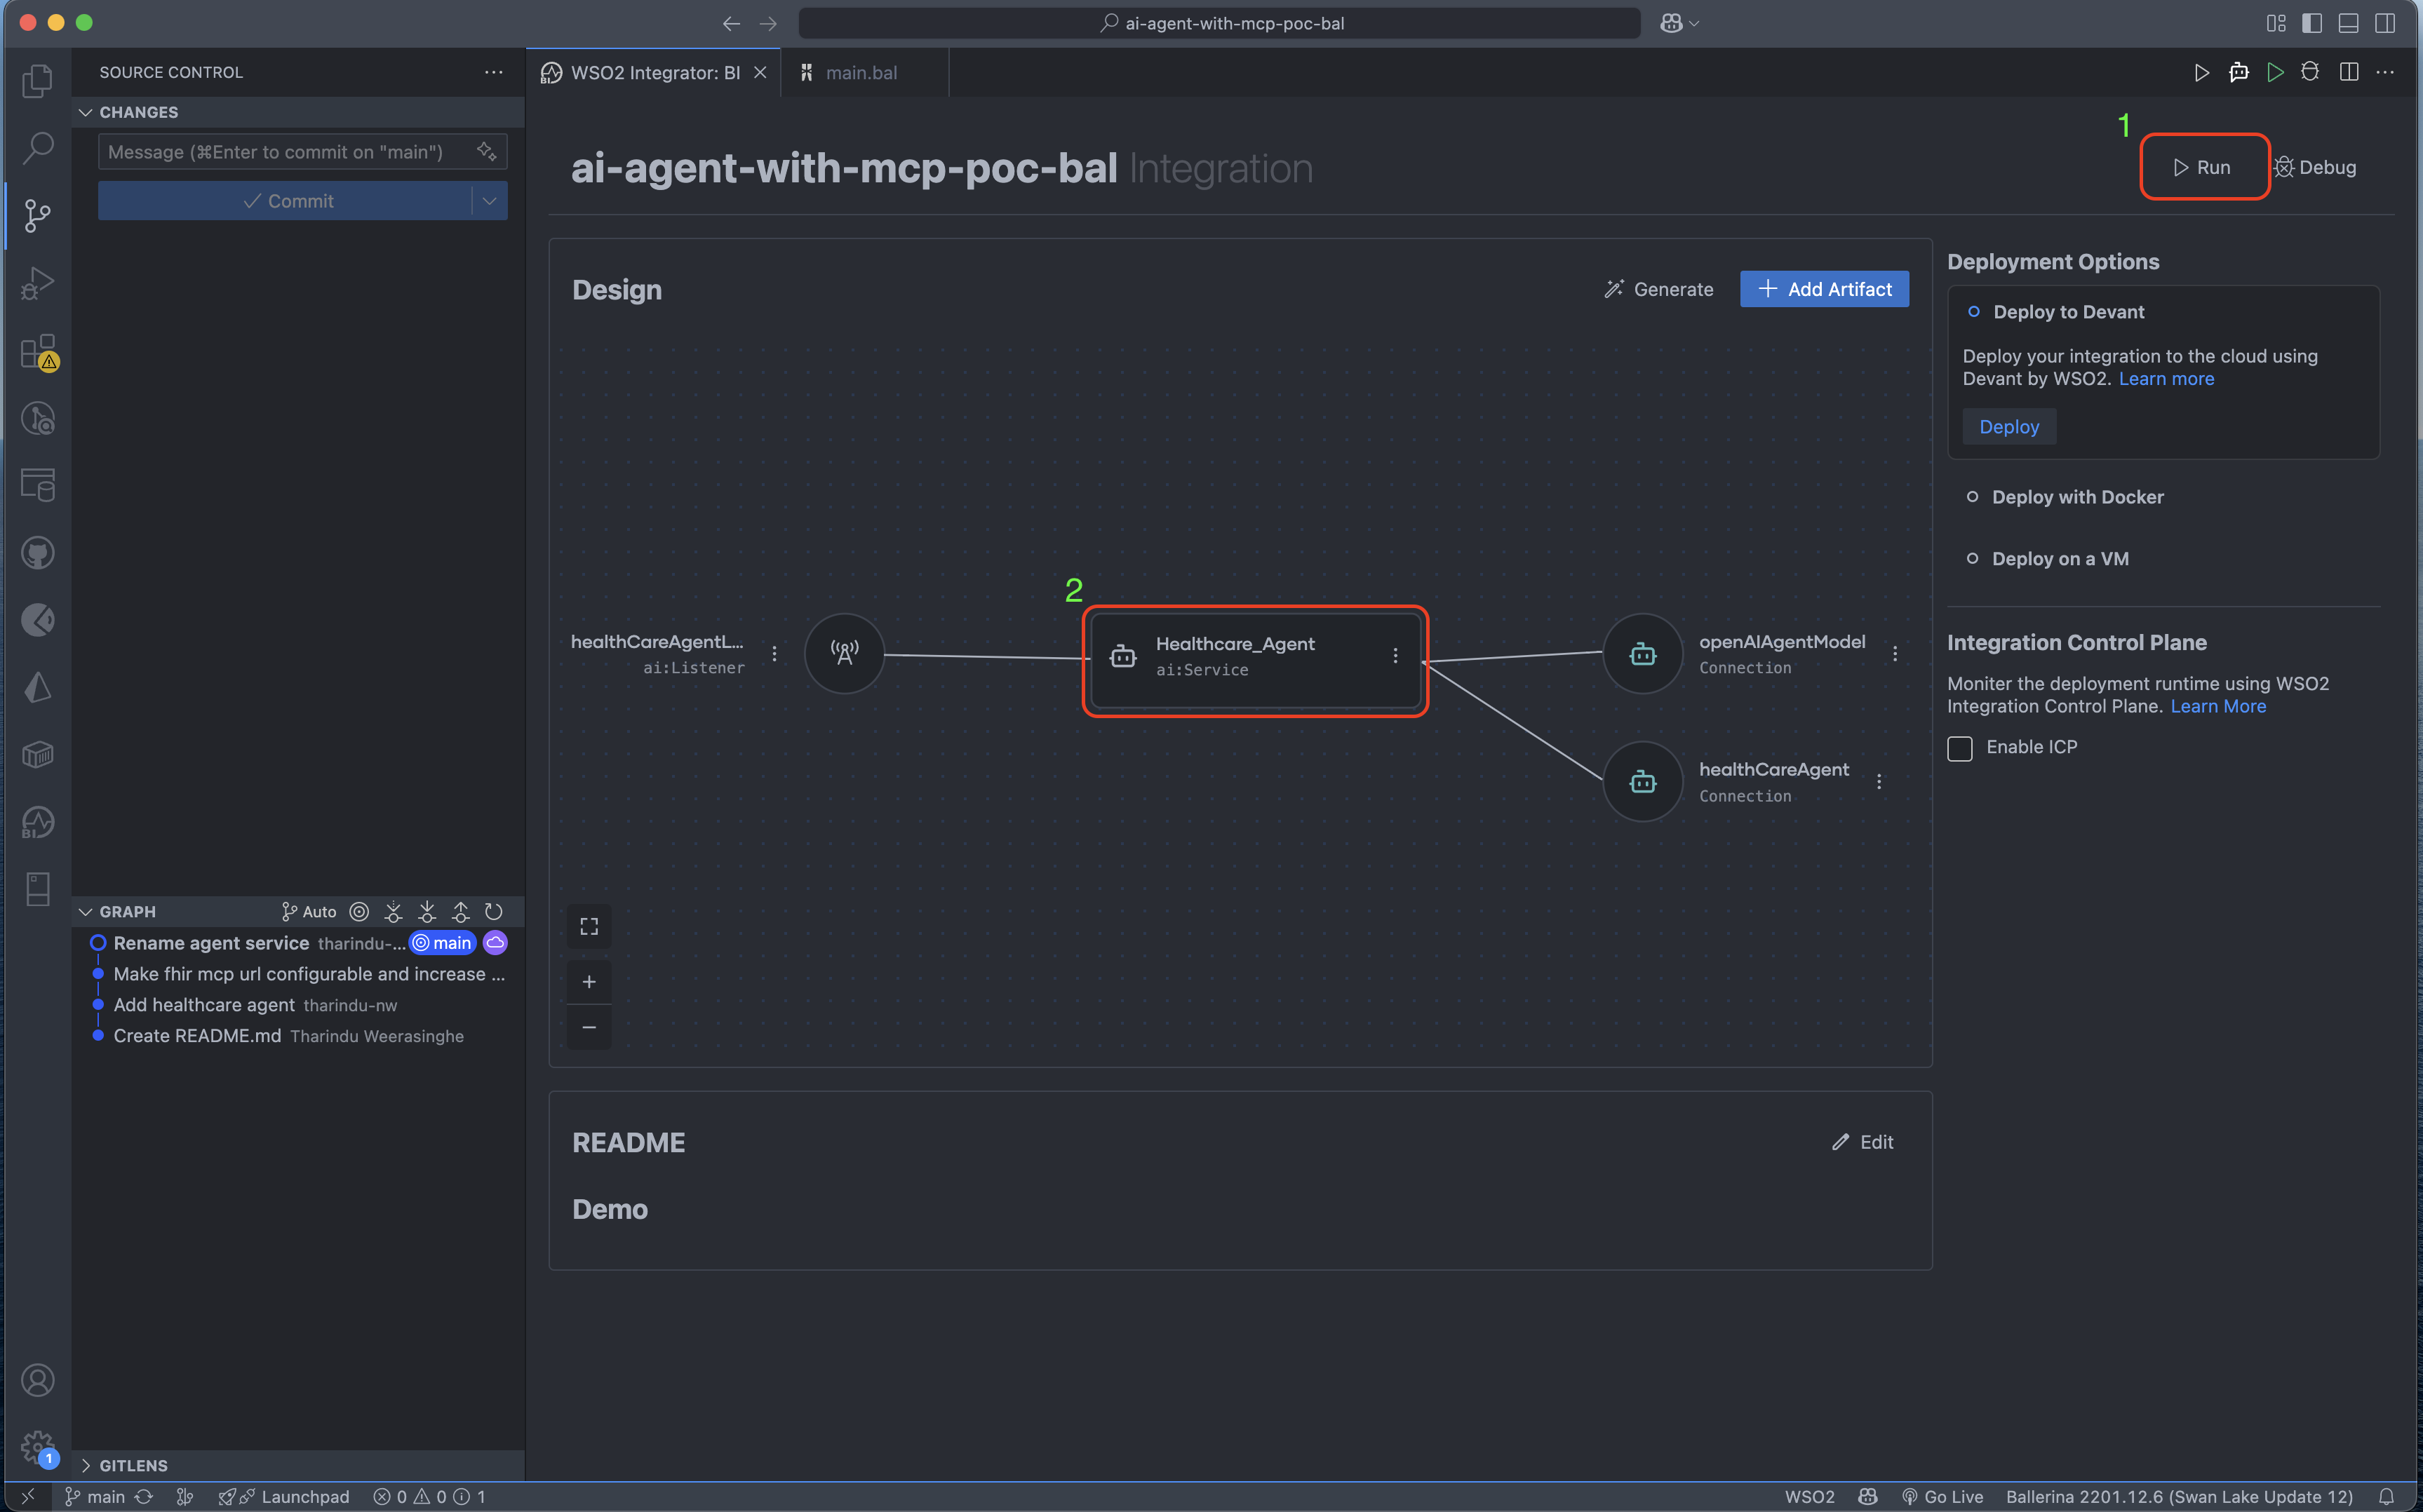 ai-agent-with-mcp-poc-bal
SOURCE CONTROL
CHANGES
Message (⌘Enter to commit on "main")
Commit
WSO2 Integrator: BI
main.bal
ai-agent-with-mcp-poc-bal Integration
1
Run
Debug
Design
Generate
Add Artifact
healthCareAgentL...
ai:Listener
2
Healthcare_Agent
ai:Service
openAIAgentModel
Connection
healthCareAgent
Connection
README
Edit
Demo
Deployment Options
Deploy to Devant
Deploy your integration to the cloud using
Devant by WSO2. Learn more
Deploy
Deploy with Docker
Deploy on a VM
Integration Control Plane
Moniter the deployment runtime using WSO2
Integration Control Plane. Learn More
Enable ICP
BI
GRAPH
Auto
Rename agent service tharindu-... main
Make fhir mcp url configurable and increase ...
Add healthcare agent tharindu-nw
Create README.md Tharindu Weerasinghe
1
GITLENS
main
Launchpad
0 0 1
WSO2
Go Live
Ballerina 2201.12.6 (Swan Lake Update 12)